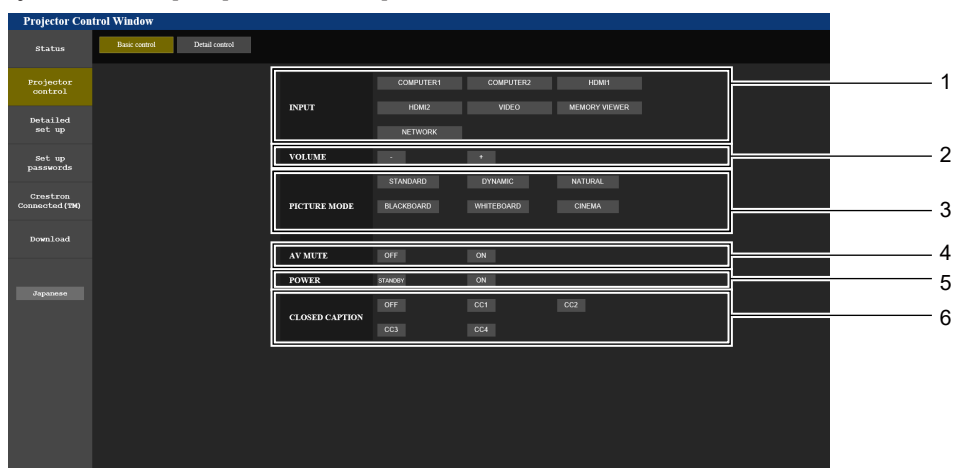 Projector Control Window
Status
Basic control Detail control
Projector
control
Detailed
set up
Set up
passwords
Crestron
Connected(TM)
Download
Japanese
INPUT
COMPUTER1 COMPUTER2 HDMI1
HDMI2 VIDEO MEMORY VIEWER
NETWORK
1
VOLUME - +
2
PICTURE MODE
STANDARD DYNAMIC NATURAL
BLACKBOARD WHITEBOARD CINEMA
3
AV MUTE OFF ON
4
POWER STANDBY ON
5
CLOSED CAPTION
OFF CC1 CC2
CC3 CC4
6